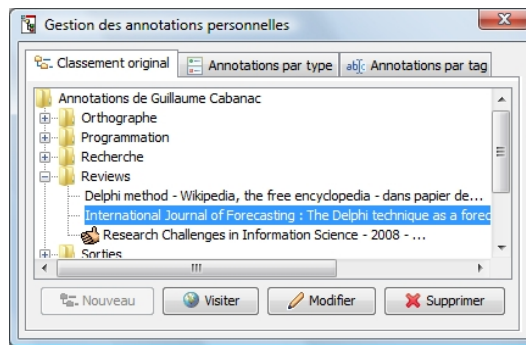 Gestion des annotations personnelles
Classement original
Annotations par type
Annotations par tag
Annotations de Guillaume Cabanac
Orthographe
Programmation
Recherche
Reviews
Delphi method - Wikipedia, the free encyclopedia - dans papier de...
International Journal of Forecasting : The Delphi technique as a forec
Research Challenges in Information Science - 2008 - ...
Sorties
Nouveau
Visiter
Modifier
Supprimer